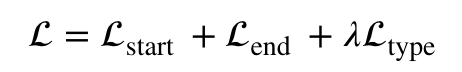 ℒ = ℒ_start + ℒ_end + λℒ_type